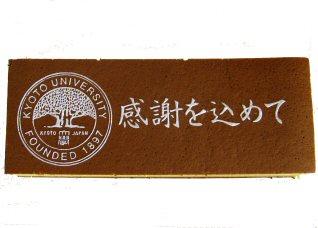 KYOTO UNIVERSITY
FOUNDED 1897
KYOTO JAPAN
感謝を込めて